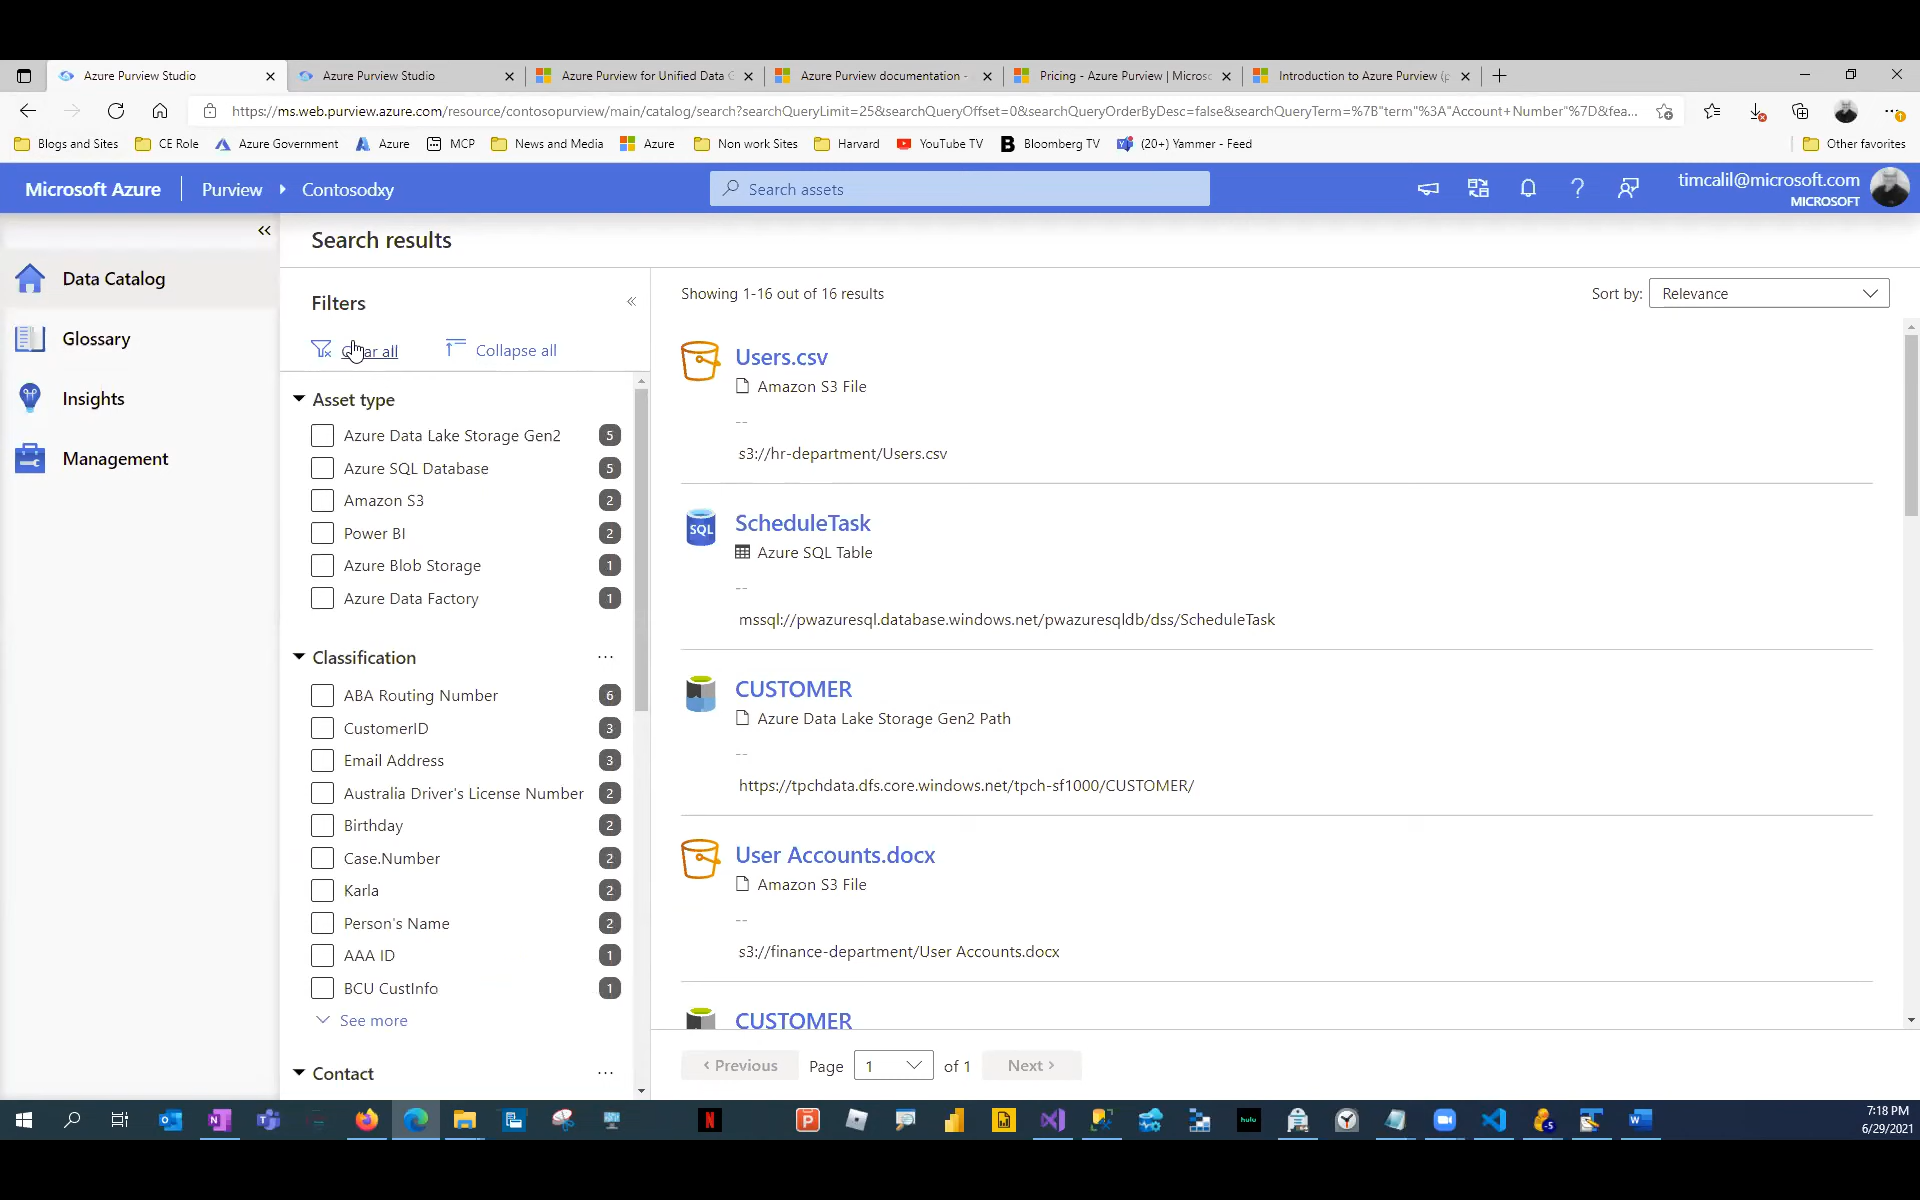 Azure Purview Studio
Azure Purview Studio
Azure Purview for Unified Data G
Azure Purview documentation -
Pricing - Azure Purview | Microso
Introduction to Azure Purview (p
https://ms.web.purview.azure.com/resource/contosopurview/main/catalog/search?searchQueryLimit=25&searchQueryOffset=0&searchQueryOrderByDesc=false&searchQueryTerm=%7B"term"%3A"Account+Number"%7D&fea...
Blogs and Sites
CE Role
Azure Government
Azure
MCP
News and Media
Azure
Non work Sites
Harvard
YouTube TV
Bloomberg TV
(20+) Yammer - Feed
Other favorites
Microsoft Azure
Purview
Contosodxy
Search assets
timcalil@microsoft.com
MICROSOFT
Data Catalog
Glossary
Insights
Management
Search results
Filters
Clear all
Collapse all
Asset type
Azure Data Lake Storage Gen2 5
Azure SQL Database 5
Amazon S3 2
Power BI 2
Azure Blob Storage 1
Azure Data Factory 1
Classification ...
ABA Routing Number 6
CustomerID 3
Email Address 3
Australia Driver's License Number 2
Birthday 2
Case.Number 2
Karla 2
Person's Name 2
AAA ID 1
BCU CustInfo 1
See more
Contact ...
Showing 1-16 out of 16 results
Sort by: Relevance
Users.csv
Amazon S3 File
--
s3://hr-department/Users.csv
SQL
ScheduleTask
Azure SQL Table
--
mssql://pwazuresql.database.windows.net/pwazuresqldb/dss/ScheduleTask
CUSTOMER
Azure Data Lake Storage Gen2 Path
--
https://tpchdata.dfs.core.windows.net/tpch-sf1000/CUSTOMER/
User Accounts.docx
Amazon S3 File
--
s3://finance-department/User Accounts.docx
CUSTOMER
< Previous Page 1 of 1 Next >
hulu
7:18 PM
6/29/2021